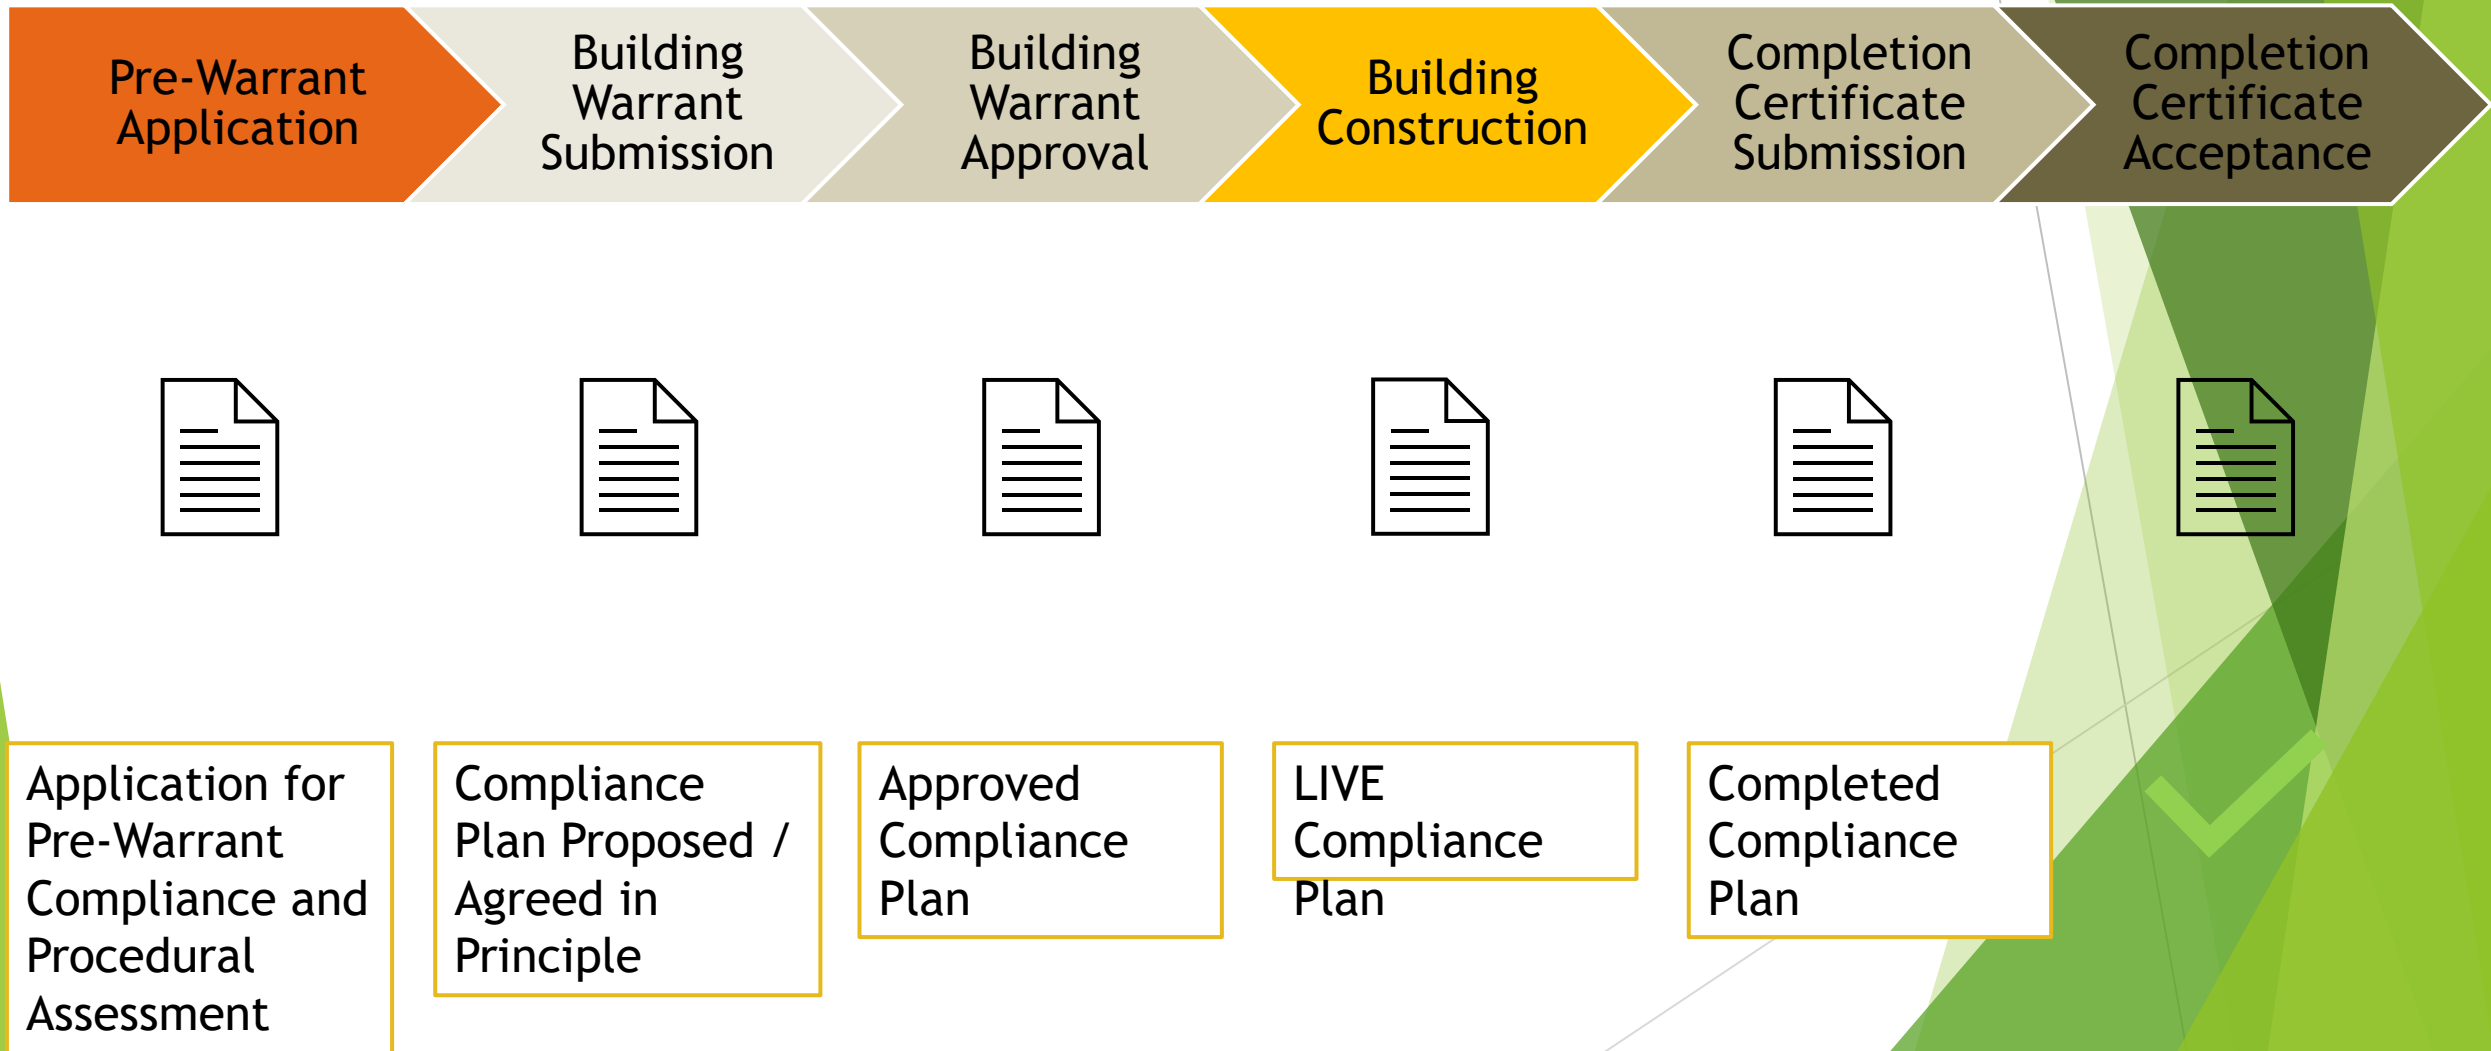 Pre-Warrant
Application
Building
Warrant
Submission
Building
Warrant
Approval
Building
Construction
Completion
Certificate
Submission
Completion
Certificate
Acceptance
Application for
Pre-Warrant
Compliance and
Procedural
Assessment
Compliance
Plan Proposed /
Agreed in
Principle
Approved
Compliance
Plan
LIVE
Compliance
Plan
Completed
Compliance
Plan